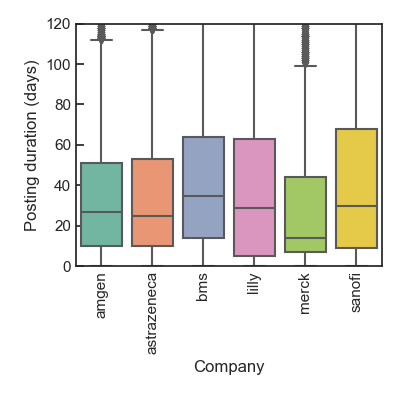 Posting duration (days)
120
100
80
60
40
20
0
amgen
astrazeneca
bms
lilly
merck
sanofi
Company